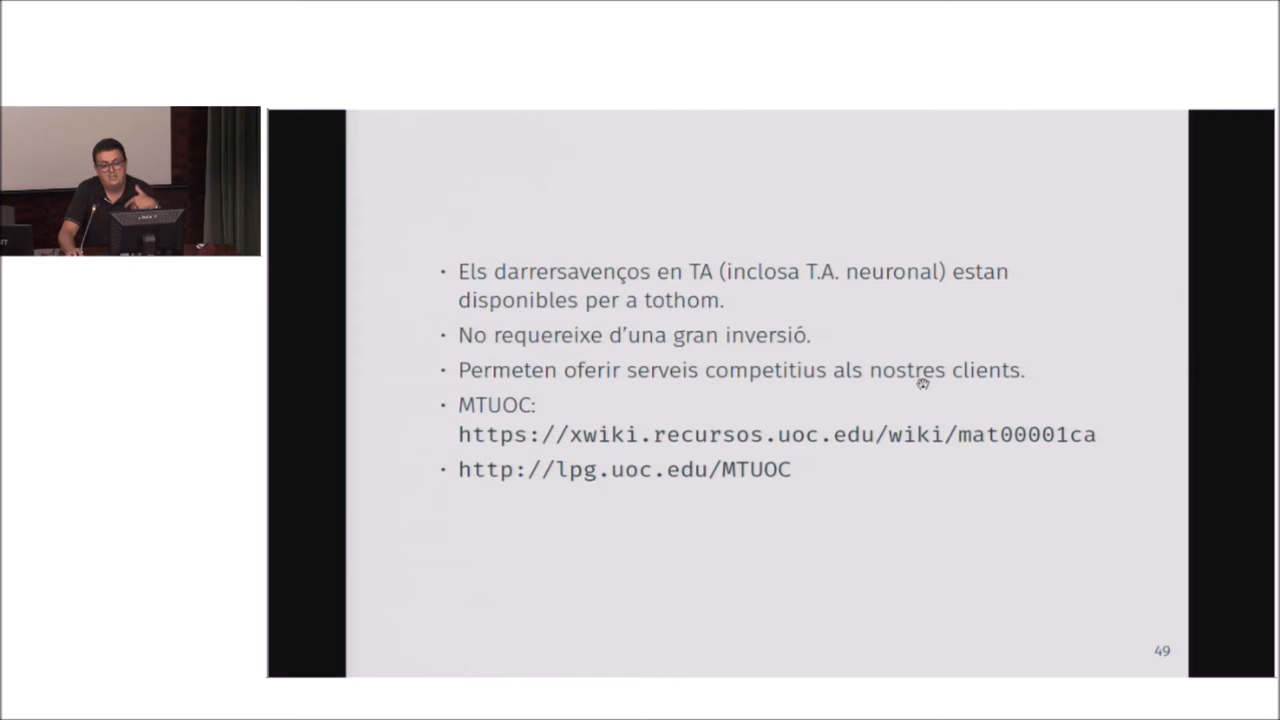 · Els darrersavenços en TA (inclosa T.A. neuronal) estan
disponibles per a tothom.
· No requereixe d’una gran inversió.
· Permeten oferir serveis competitius als nostres clients.
· MTUOC:
https://xwiki.recursos.uoc.edu/wiki/mat00001ca
· http://lpg.uoc.edu/MTUOC
49